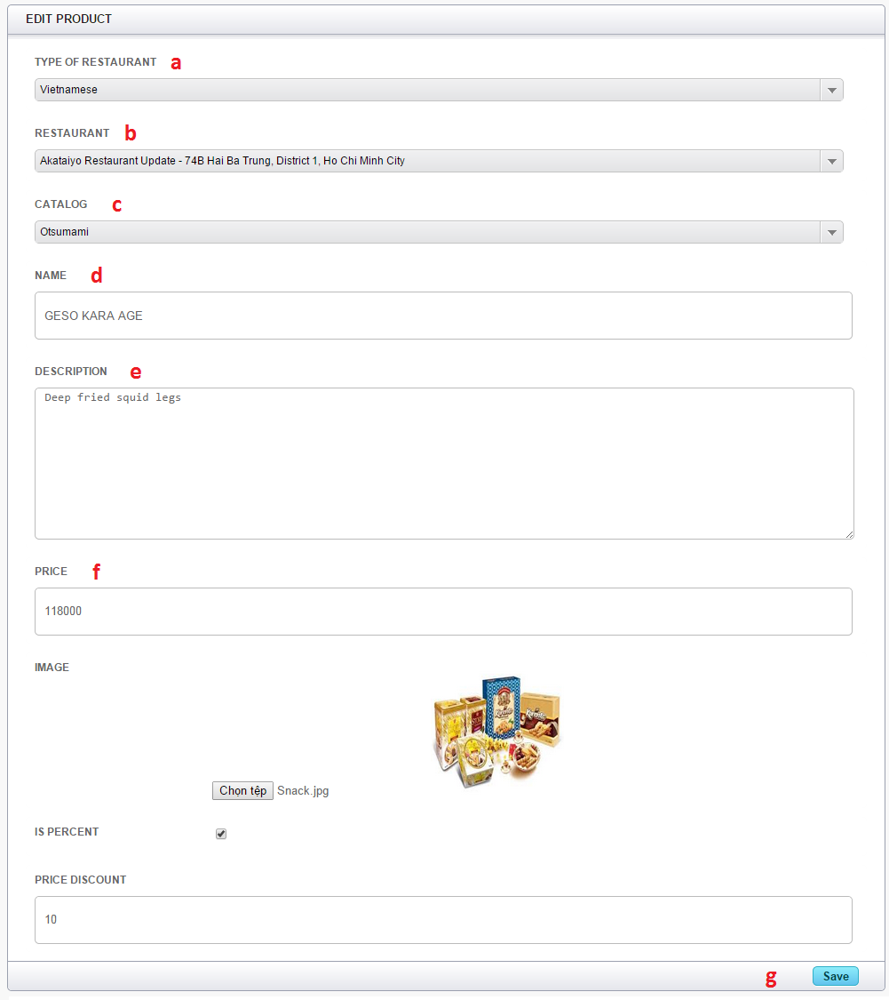 EDIT PRODUCT
TYPE OF RESTAURANT a
Vietnamese
RESTAURANT b
Akataiyo Restaurant Update - 74B Hai Ba Trung, District 1, Ho Chi Minh City
CATALOG c
Otsumami
NAME d
GESO KARA AGE
DESCRIPTION e
Deep fried squid legs
PRICE f
118000
IMAGE
Chọn tệp Snack.jpg
IS PERCENT
PRICE DISCOUNT
10
g Save